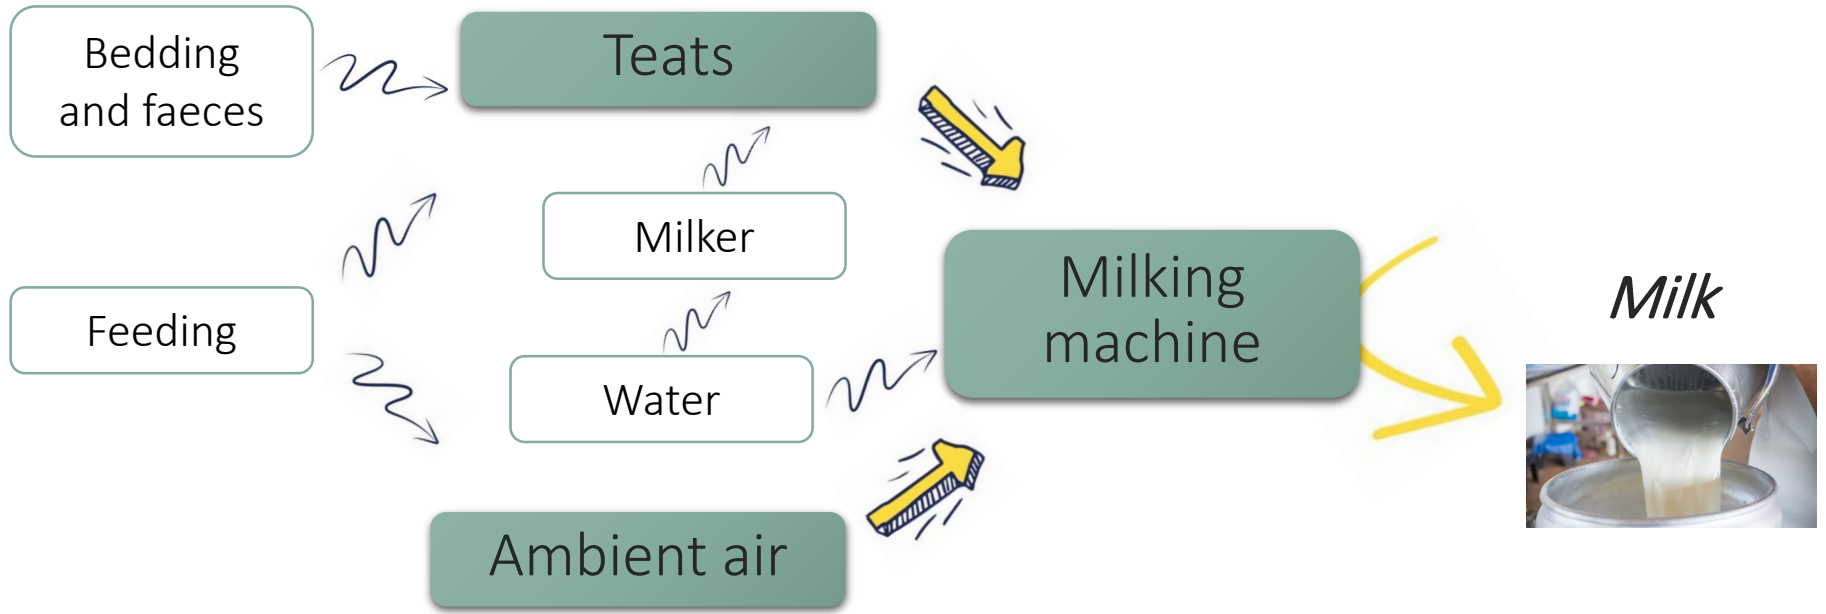 Bedding
and faeces
Teats
Milker
Feeding
Water
Milking
machine
Milk
Ambient air